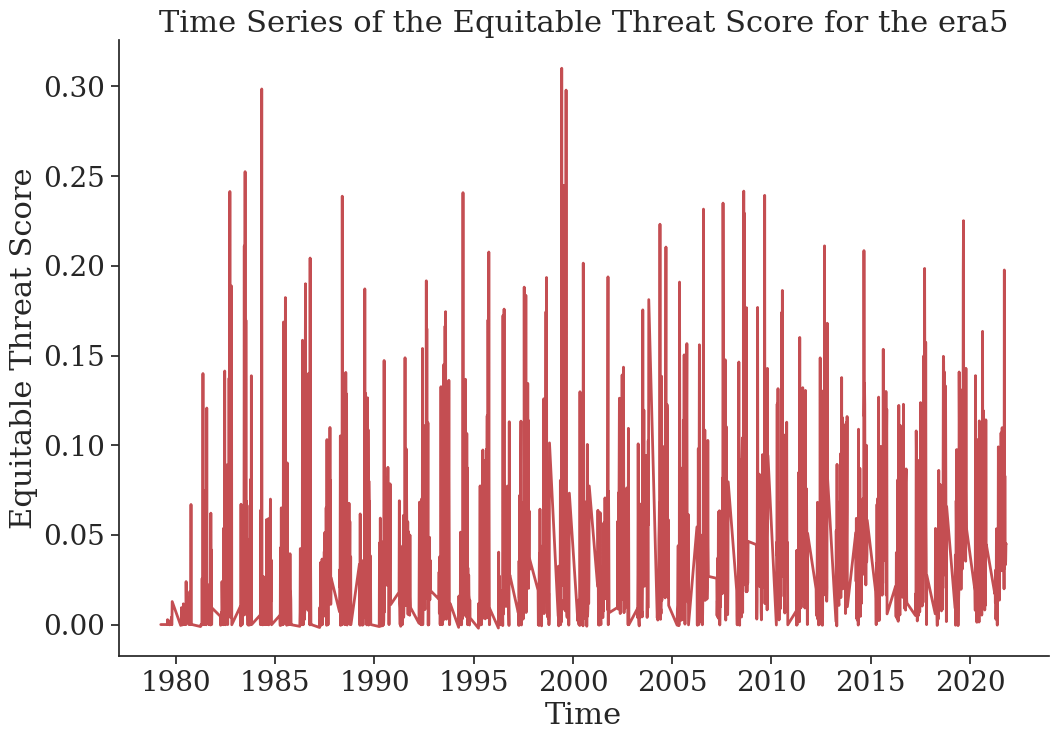 Time Series of the Equitable Threat Score for the era5
Equitable Threat Score
0.30
0.25
0.20
0.15
0.10
0.05
0.00
1980 1985 1990 1995 2000 2005 2010 2015 2020
Time